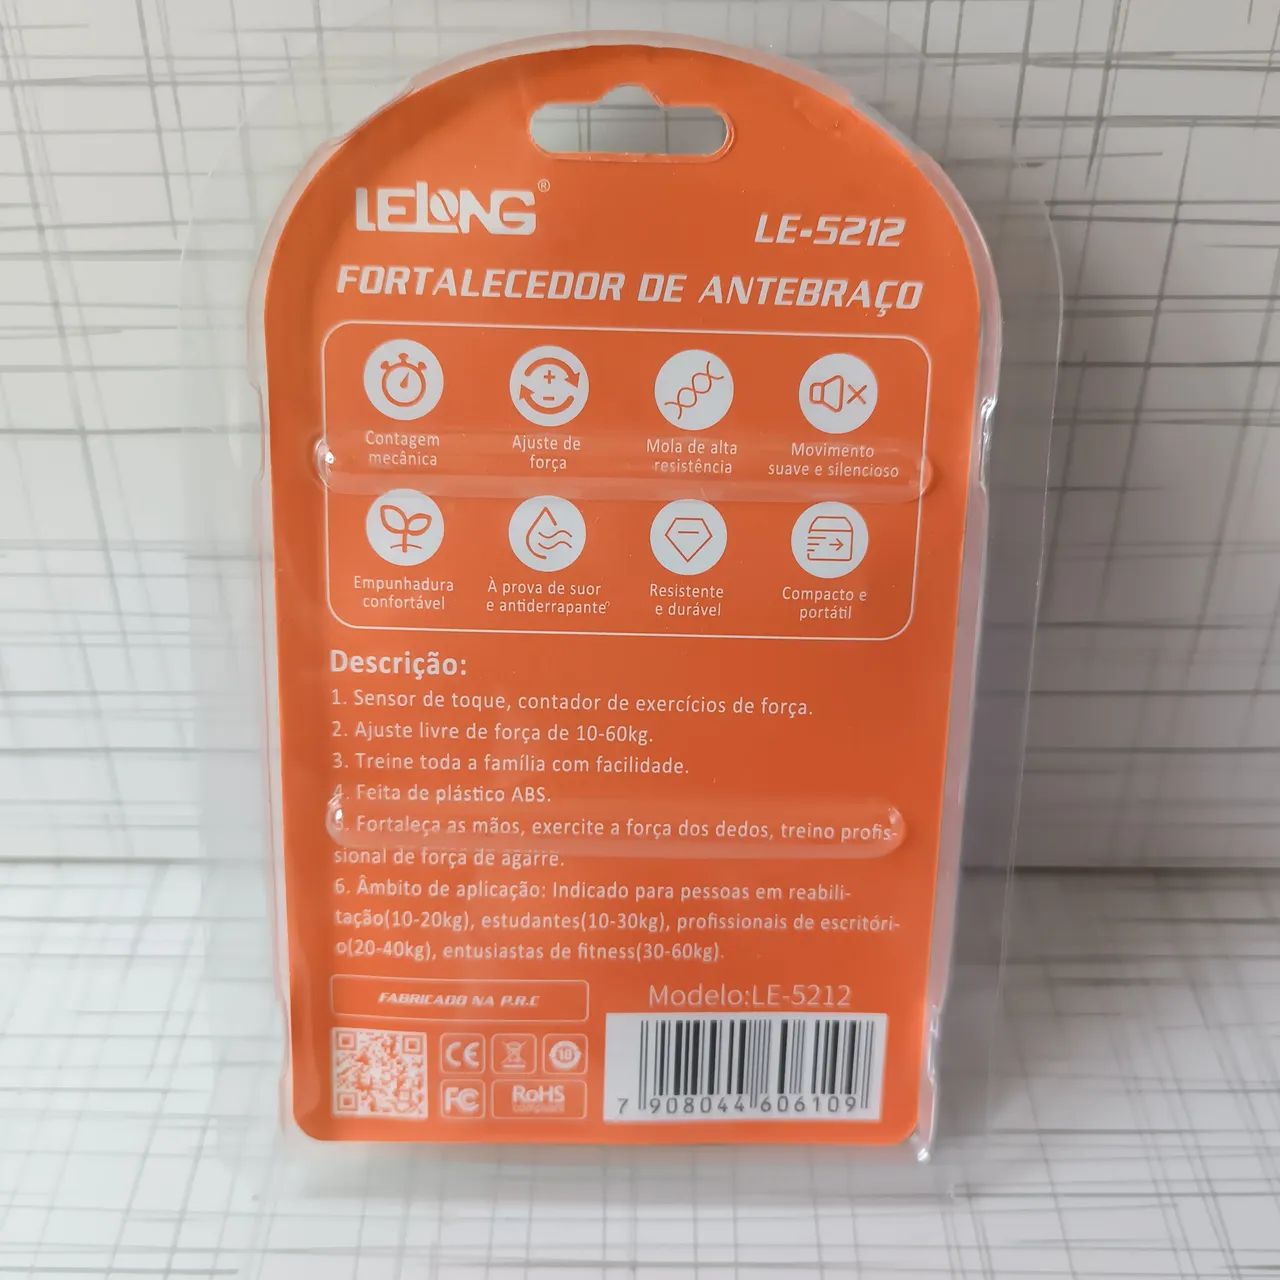 LELONG®
LE-5212
FORTALECEDOR DE ANTEBRAÇO
Contagem
mecânica
Ajuste de
força
Mola de alta
resistência
Movimento
suave e silencioso
Empunhadura
confortável
À prova de suor
e antiderrapante
Resistente
e durável
Compacto e
portátil
Descrição:
1. Sensor de toque, contador de exercícios de força.
2. Ajuste livre de força de 10-60kg.
3. Treine toda a família com facilidade.
4. Feita de plástico ABS.
5. Fortaleça as mãos, exercite a força dos dedos, treino profis-
sional de força de agarre.
6. Âmbito de aplicação: Indicado para pessoas em reabili-
tação(10-20kg), estudantes(10-30kg), profissionais de escritóri-
o(20-40kg), entusiastas de fitness(30-60kg).
FABRICADO NA P.R.C
Modelo:LE-5212
CE
10
FC
RoHS
compliant
7 908044 606109